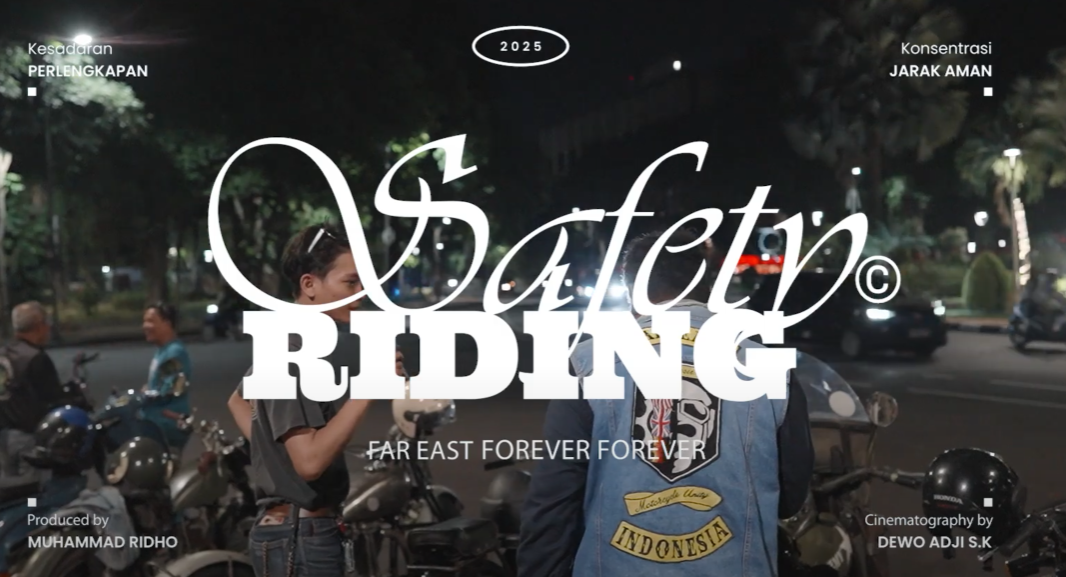 Kesadaran
PERLENGKAPAN
2025
Konsentrasi
JARAK AMAN
Safety©
RIDING
FAR EAST FOREVER FOREVER
Motorcycle Unity
INDONESIA
HONDA
Produced by
MUHAMMAD RIDHO
Cinematography by
DEWO ADJI S.K